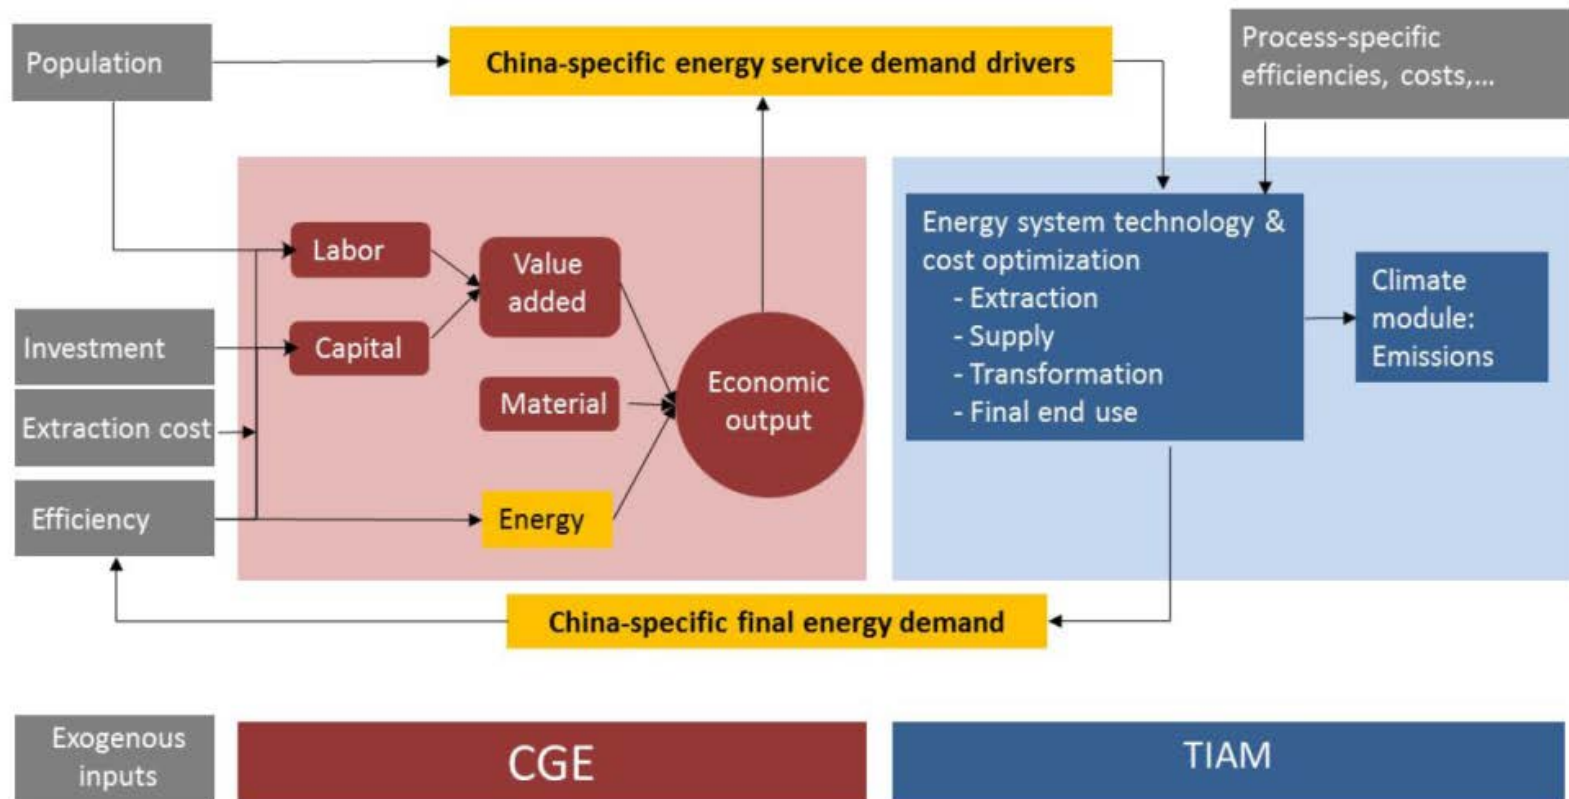 Population
China-specific energy service demand drivers
Process-specific
efficiencies, costs,...
Labor
Value
added
Capital
Investment
Extraction cost
Efficiency
Material
Energy
Economic
output
Energy system technology &
cost optimization
- Extraction
- Supply
- Transformation
- Final end use
Climate
module:
Emissions
China-specific final energy demand
Exogenous
inputs
CGE
TIAM